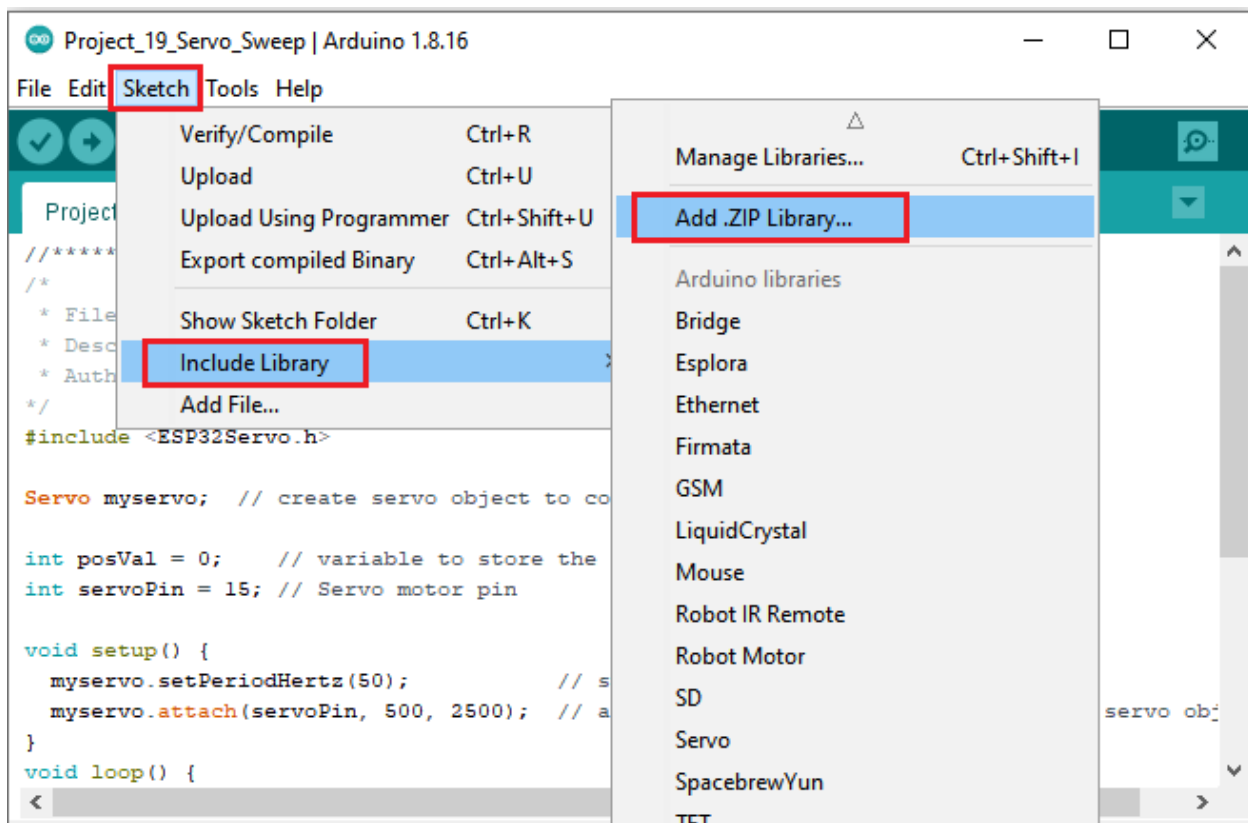 Project_19_Servo_Sweep | Arduino 1.8.16
File Edit Sketch Tools Help
Verify/Compile Ctrl+R
Upload Ctrl+U
Upload Using Programmer Ctrl+Shift+U
Export compiled Binary Ctrl+Alt+S
Show Sketch Folder Ctrl+K
Include Library
Add File...
Manage Libraries... Ctrl+Shift+I
Add .ZIP Library...
Arduino libraries
Bridge
Esplora
Ethernet
Firmata
GSM
LiquidCrystal
Mouse
Robot IR Remote
Robot Motor
SD
Servo
SpacebrewYun
TFT
Project
//*****
/*
* File
* Desc
* Auth
*/
#include <ESP32Servo.h>
Servo myservo; // create servo object to co
int posVal = 0; // variable to store the
int servoPin = 15; // Servo motor pin
void setup() {
myservo.setPeriodHertz(50); // s
myservo.attach(servoPin, 500, 2500); // a servo obj
}
void loop() {